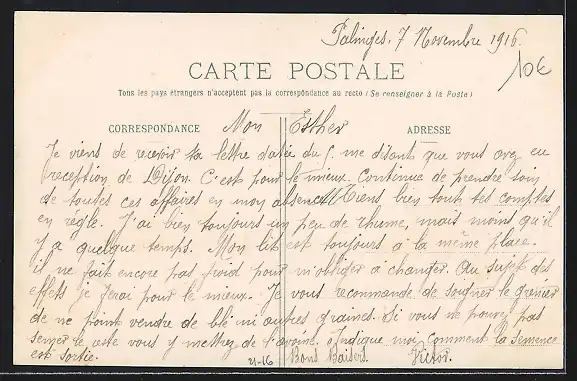 Palinges, 7 Novembre 1916
10€
CARTE POSTALE
Tous les pays étrangers n'acceptent pas la correspondance au recto (Se renseigner à la Poste)
CORRESPONDANCE
ADRESSE
Mon Esther
Je viens de recevoir ta lettre datée du 5. me disant que vous avez eu
reception de Dijon. C'est pour le mieux. Continue de prendre soin
de toutes ces affaires en mon absence. Tiens bien tout tes comptes
en règle. J'ai bien toujours un peu de rhume, mais moins qu'il
y a quelque temps. Mon lit est toujours à la même place.
il ne fait encore pas froid pour m'obliger à changer. Au sujet des
effets je ferai pour le mieux. Je vous recommande de soigner le grenier
de ne point vendre de blé ni autres graines. Si vous ne pouvez pas
semer le reste vous y mettrez de l'avoine. Indique moi comment la semence
est sortie.
Bons Baisers. Victor.
21-16